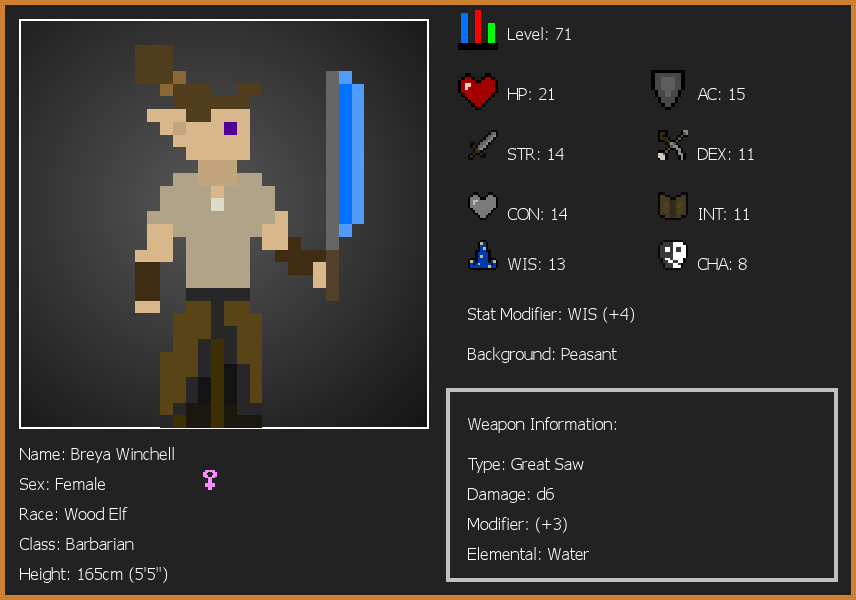 Level: 71
HP: 21
AC: 15
STR: 14
DEX: 11
CON: 14
INT: 11
WIS: 13
CHA: 8
Stat Modifier: WIS (+4)
Background: Peasant
Weapon Information:
Type: Great Saw
Damage: d6
Modifier: (+3)
Elemental: Water
Name: Breya Winchell
Sex: Female
Race: Wood Elf
Class: Barbarian
Height: 165cm (5'5")